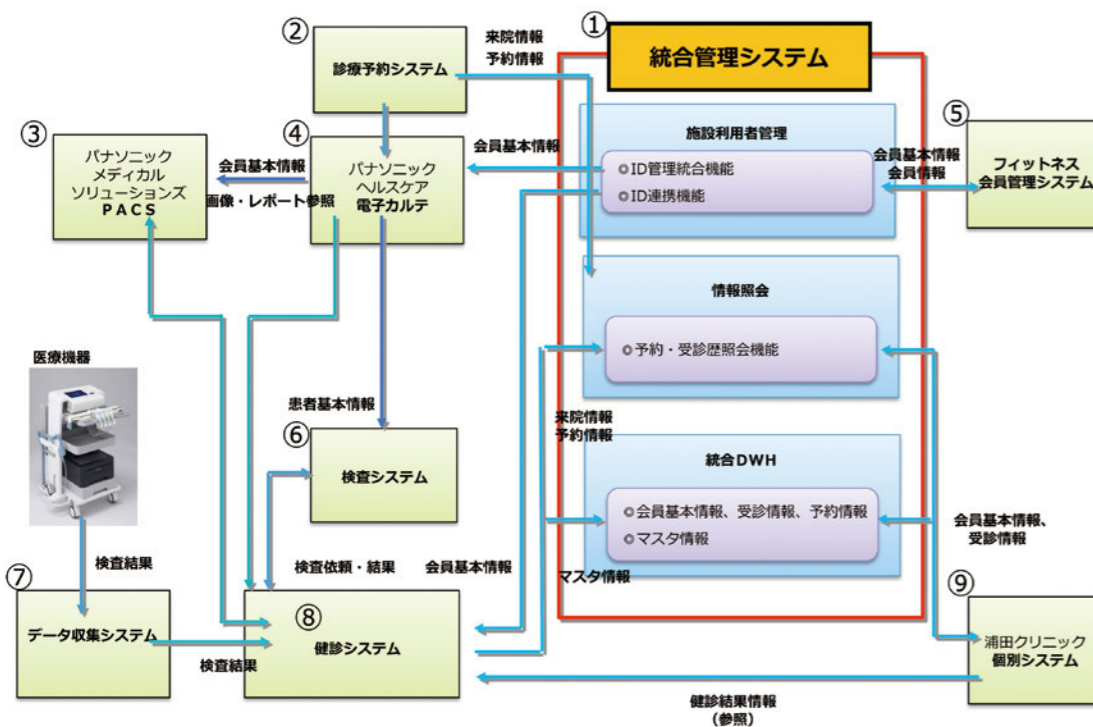 ①
統合管理システム
②
診療予約システム
来院情報
予約情報
③
パナソニック
メディカル
ソリューションズ
PACS
会員基本情報
画像・レポート参照
④
パナソニック
ヘルスケア
電子カルテ
会員基本情報
施設利用者管理
◎ID管理統合機能
◎ID連携機能
会員基本情報
会員情報
⑤
フィットネス
会員管理システム
情報照会
◎予約・受診歴照会機能
医療機器
患者基本情報
⑥
検査システム
来院情報
予約情報
統合DWH
◎会員基本情報、受診情報、予約情報
◎マスタ情報
会員基本情報、
受診情報
検査結果
検査依頼・結果
会員基本情報
マスタ情報
⑦
データ収集システム
検査結果
⑧
健診システム
⑨
浦田クリニック
個別システム
健診結果情報
(参照)